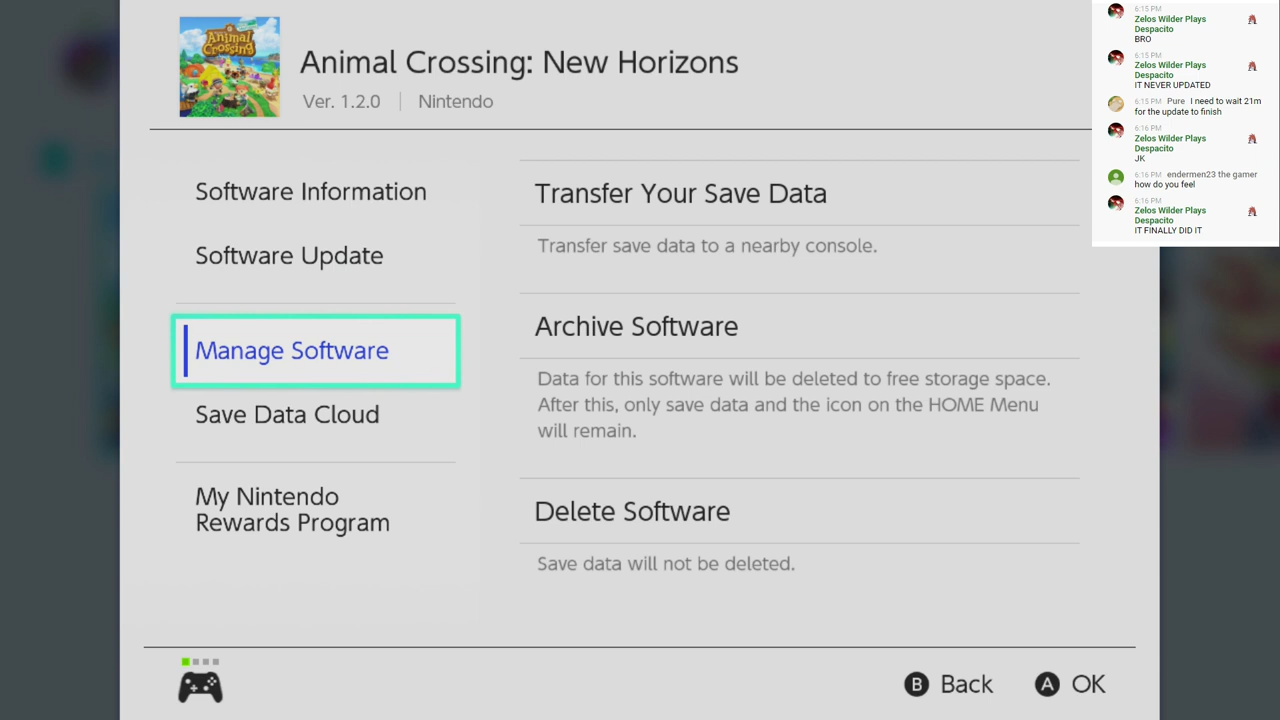 Animal Crossing
Animal Crossing: New Horizons
Ver. 1.2.0 | Nintendo
Software Information
Software Update
Manage Software
Save Data Cloud
My Nintendo
Rewards Program
Transfer Your Save Data
Transfer save data to a nearby console.
Archive Software
Data for this software will be deleted to free storage space.
After this, only save data and the icon on the HOME Menu
will remain.
Delete Software
Save data will not be deleted.
B Back
A OK
6:15 PM
Zelos Wilder Plays
Despacito
BRO
6:15 PM
Zelos Wilder Plays
Despacito
IT NEVER UPDATED
6:15 PM Pure I need to wait 21m
for the update to finish
6:16 PM
Zelos Wilder Plays
Despacito
JK
6:16 PM endermen23 the gamer
how do you feel
6:16 PM
Zelos Wilder Plays
Despacito
IT FINALLY DID IT